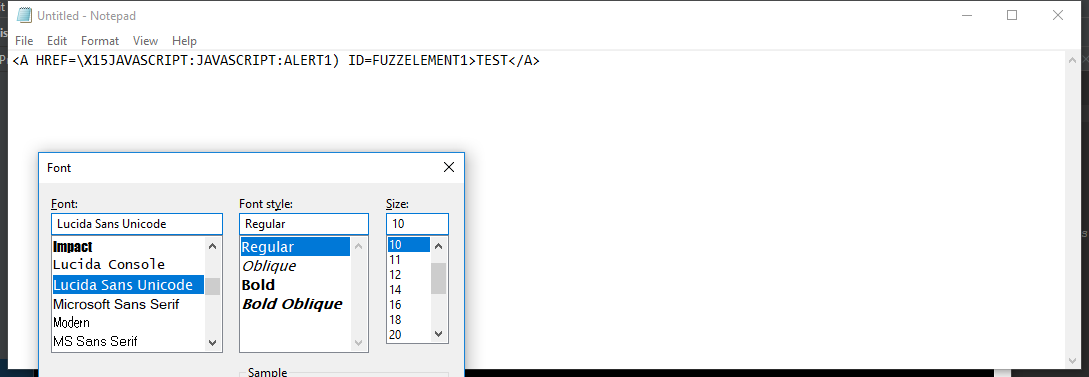 Untitled - Notepad
File Edit Format View Help
<A HREF=\X15JAVASCRIPT:JAVASCRIPT:ALERT1) ID=FUZZELEMENT1>TEST</A>
Font
Font: Font style: Size:
Lucida Sans Unicode Regular 10
Impact Regular 10
Lucida Console Oblique 11
Lucida Sans Unicode Bold 12
Microsoft Sans Serif Bold Oblique 14
Modern 16
MS Sans Serif 18
20
Sample